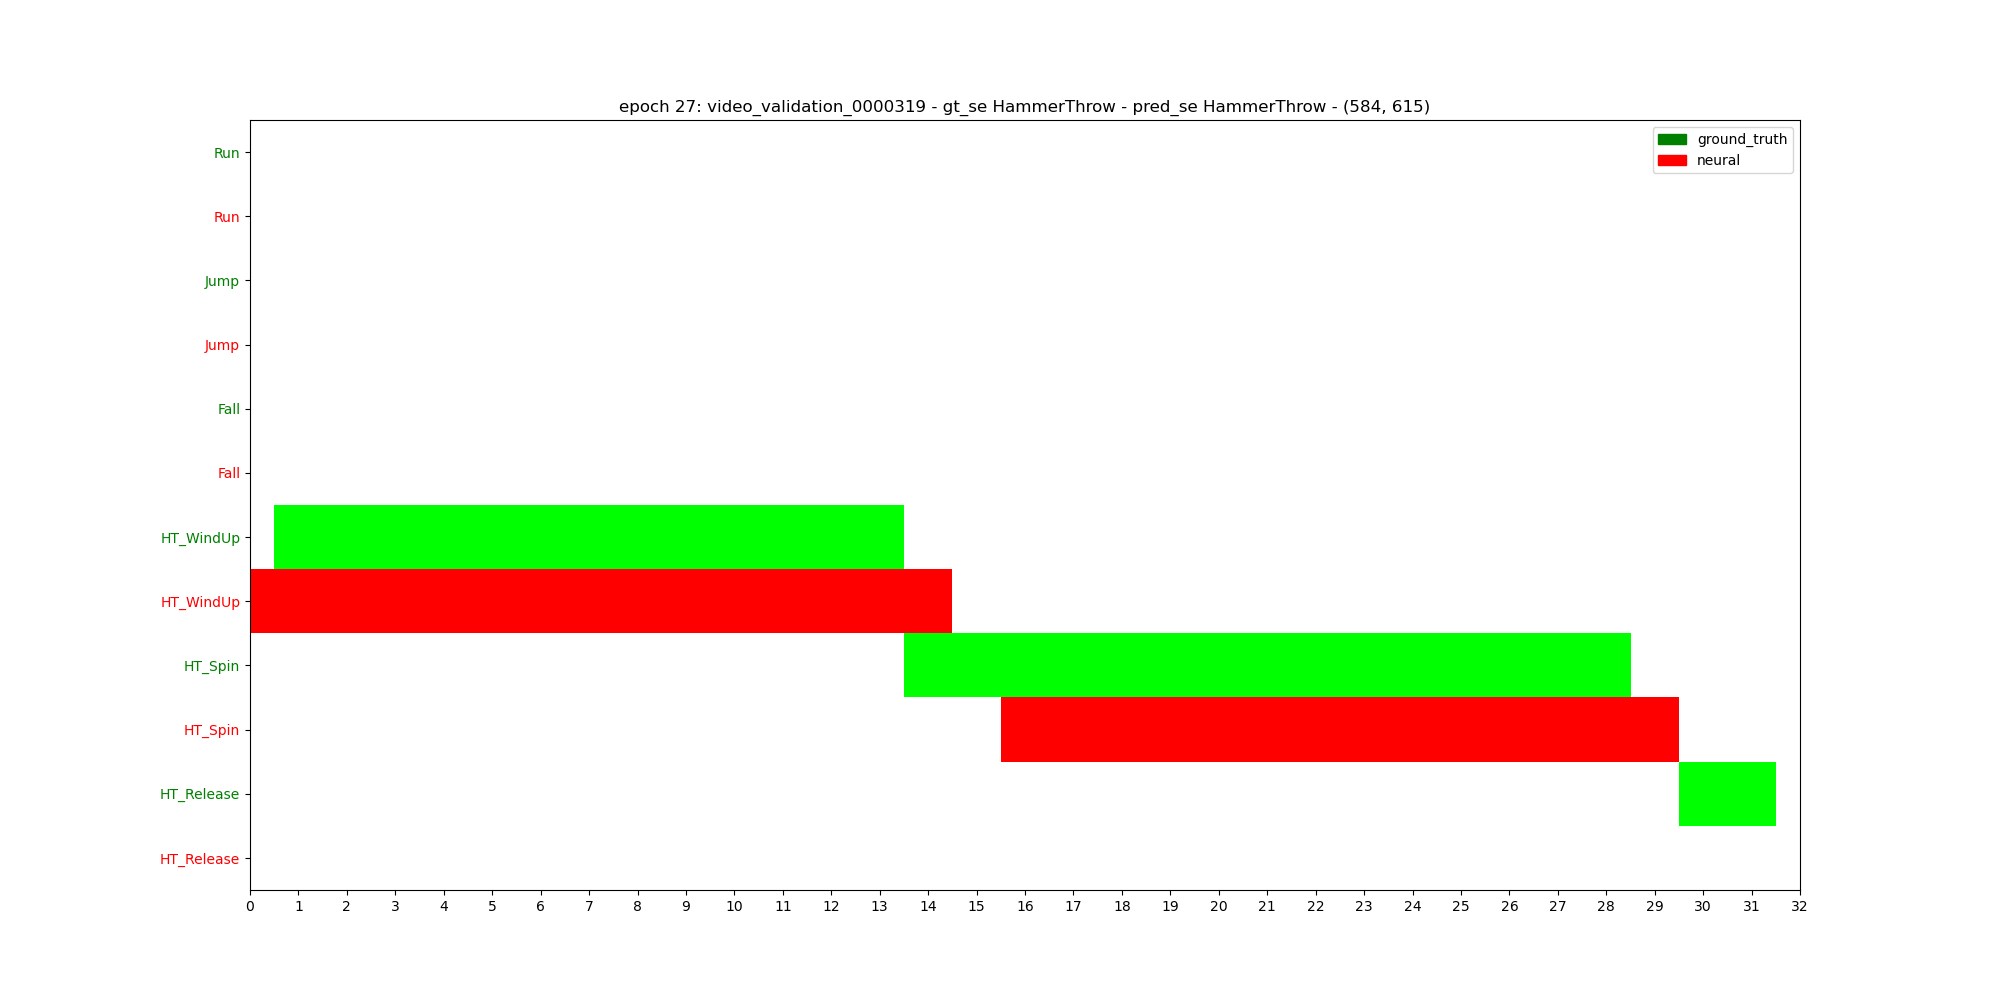 epoch 27: video_validation_0000319 - gt_se HammerThrow - pred_se HammerThrow - (584, 615)
ground_truth
neural
Run
Run
Jump
Jump
Fall
Fall
HT_WindUp
HT_WindUp
HT_Spin
HT_Spin
HT_Release
HT_Release
0 1 2 3 4 5 6 7 8 9 10 11 12 13 14 15 16 17 18 19 20 21 22 23 24 25 26 27 28 29 30 31 32